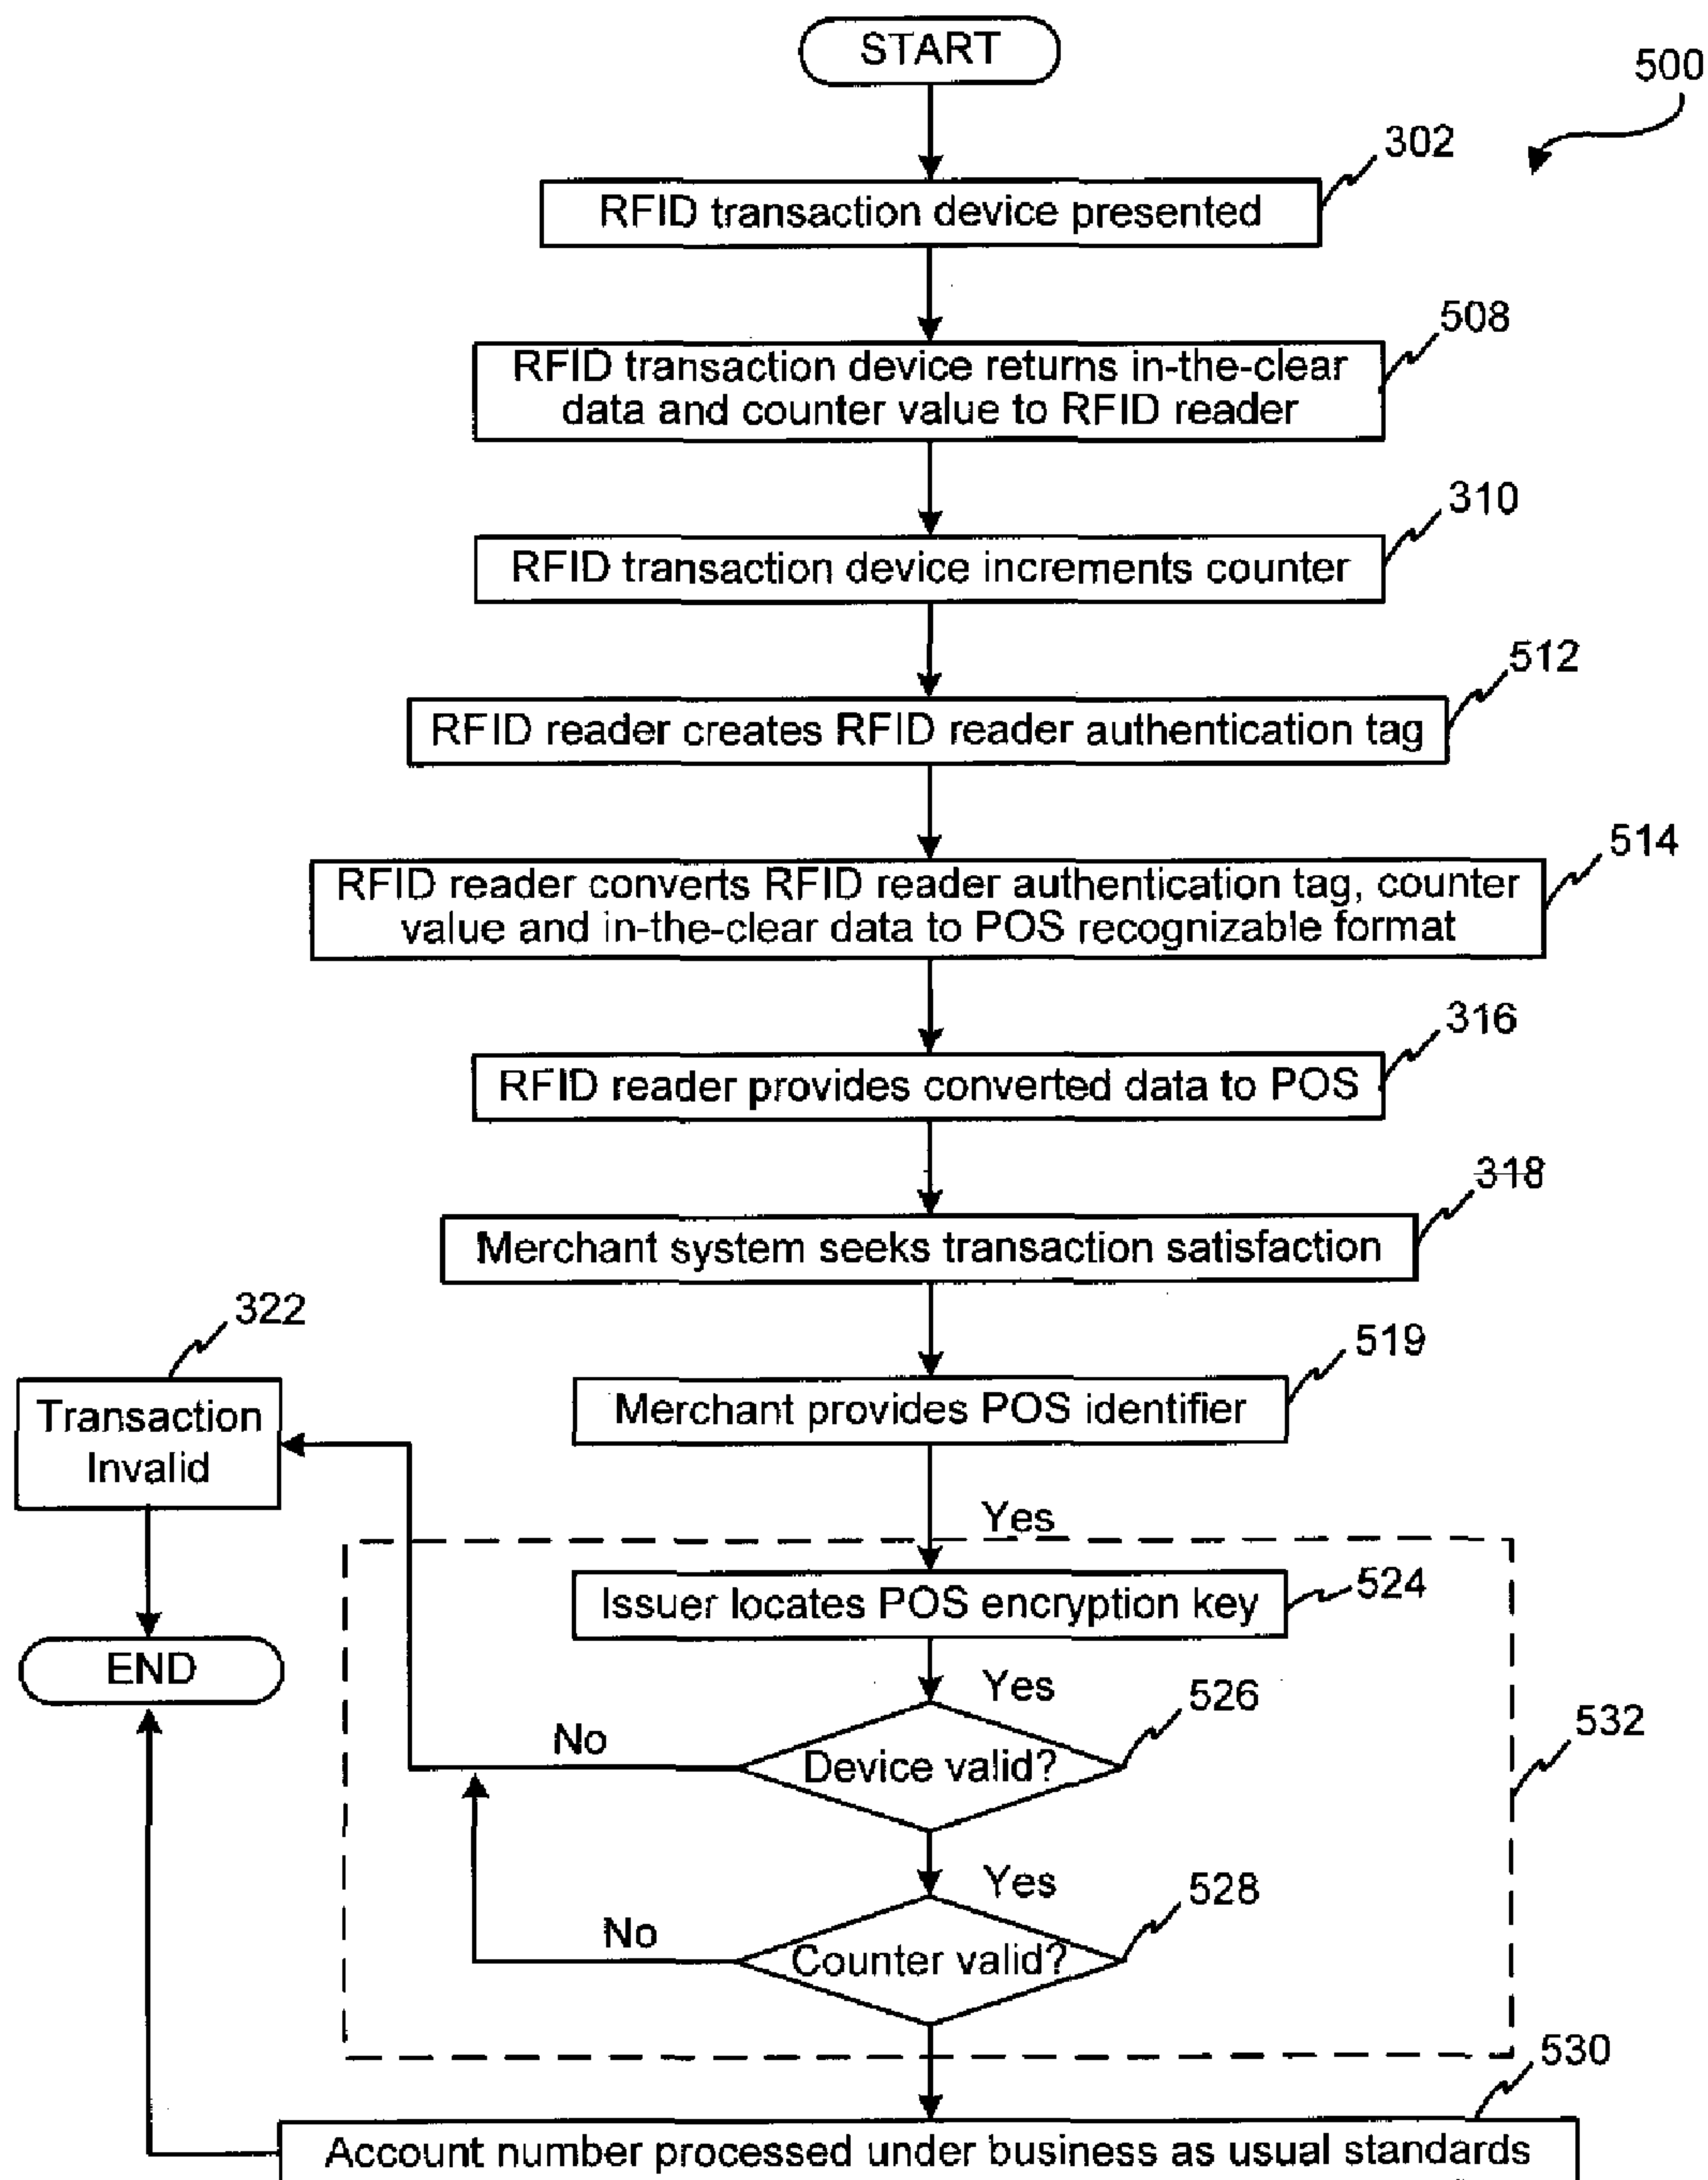 START
500
302
RFID transaction device presented
508
RFID transaction device returns in-the-clear
data and counter value to RFID reader
310
RFID transaction device increments counter
512
RFID reader creates RFID reader authentication tag
514
RFID reader converts RFID reader authentication tag, counter
value and in-the-clear data to POS recognizable format
316
RFID reader provides converted data to POS
318
Merchant system seeks transaction satisfaction
322
Transaction
Invalid
519
Merchant provides POS identifier
Yes
524
Issuer locates POS encryption key
END
Yes
526
No
Device valid?
532
Yes
528
No
Counter valid?
530
Account number processed under business as usual standards